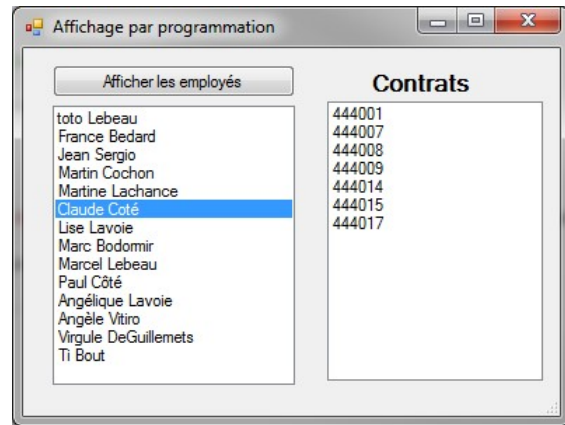 Affichage par programmation
Afficher les employés
toto Lebeau
France Bedard
Jean Sergio
Martin Cochon
Martine Lachance
Claude Coté
Lise Lavoie
Marc Bodormir
Marcel Lebeau
Paul Côté
Angélique Lavoie
Angèle Vitiro
Virgule DeGuillemets
Ti Bout
Contrats
444001
444007
444008
444009
444014
444015
444017